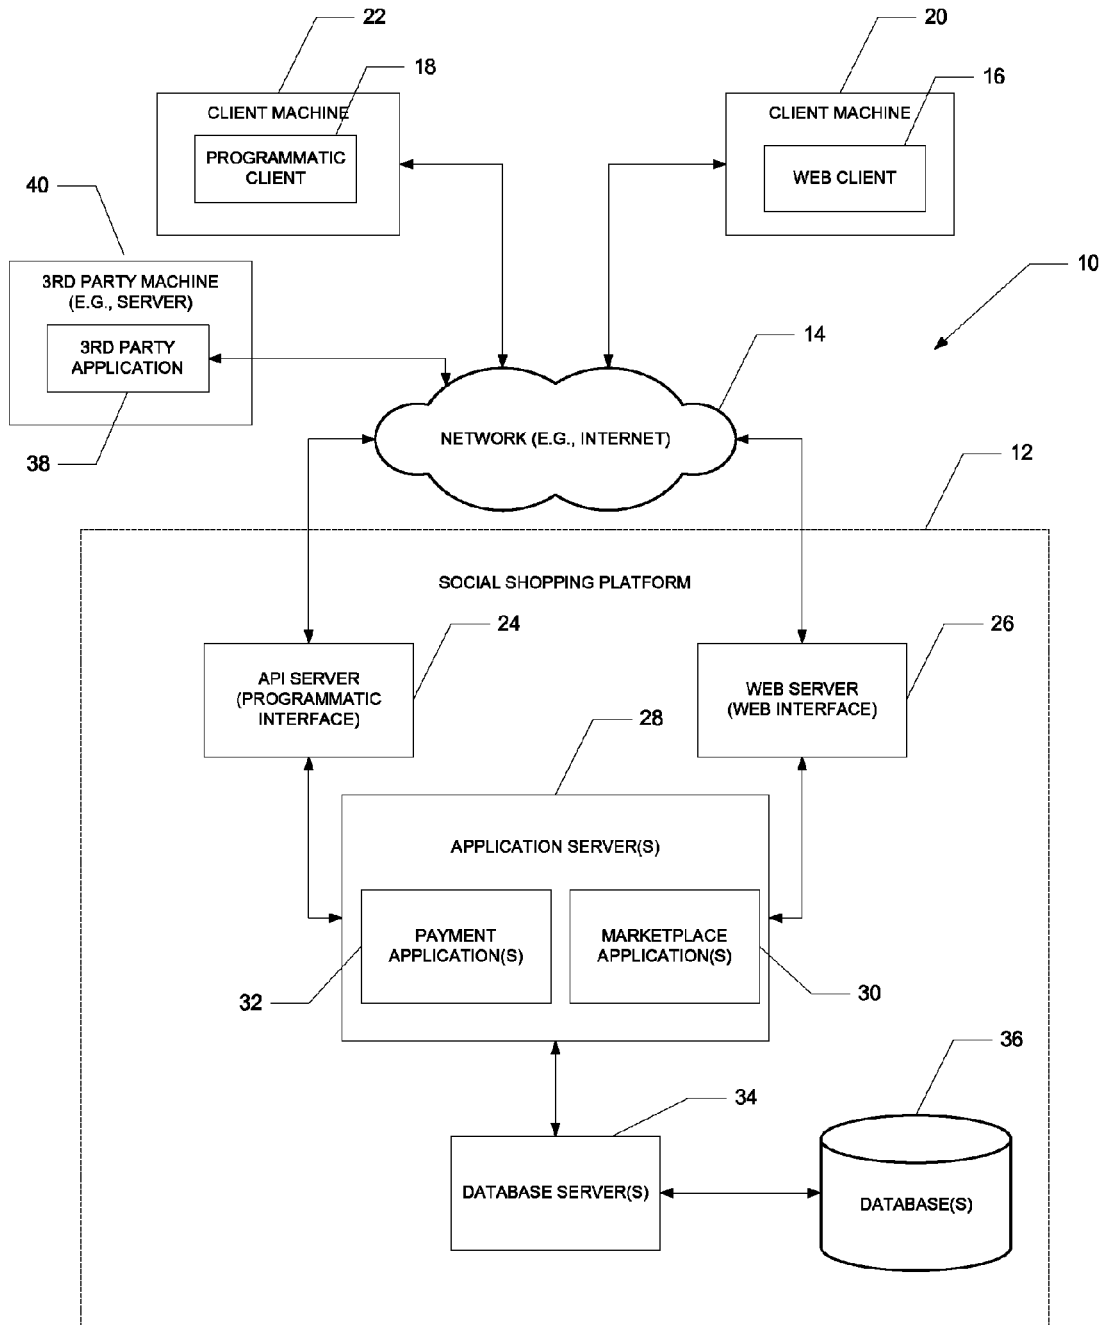 22
20
18
16
CLIENT MACHINE
PROGRAMMATIC
CLIENT
CLIENT MACHINE
WEB CLIENT
40
3RD PARTY MACHINE
(E.G., SERVER)
3RD PARTY
APPLICATION
38
10
14
NETWORK (E.G., INTERNET)
12
SOCIAL SHOPPING PLATFORM
24
26
API SERVER
(PROGRAMMATIC
INTERFACE)
WEB SERVER
(WEB INTERFACE)
28
APPLICATION SERVER(S)
PAYMENT
APPLICATION(S)
MARKETPLACE
APPLICATION(S)
32
30
36
34
DATABASE SERVER(S)
DATABASE(S)